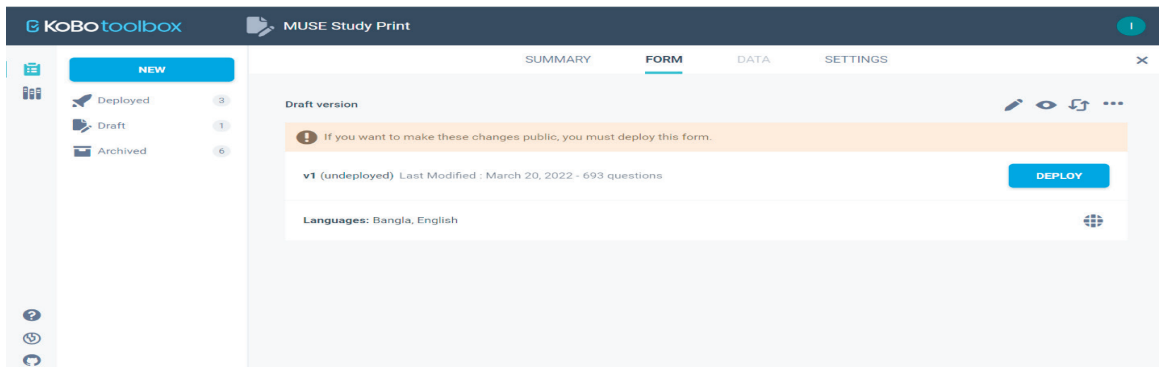 KoBotoolbox
MUSE Study Print
I
NEW
Deployed 3
Draft 1
Archived 6
SUMMARY FORM DATA SETTINGS
Draft version
If you want to make these changes public, you must deploy this form.
v1 (undeployed) Last Modified : March 20, 2022 - 693 questions
DEPLOY
Languages: Bangla, English